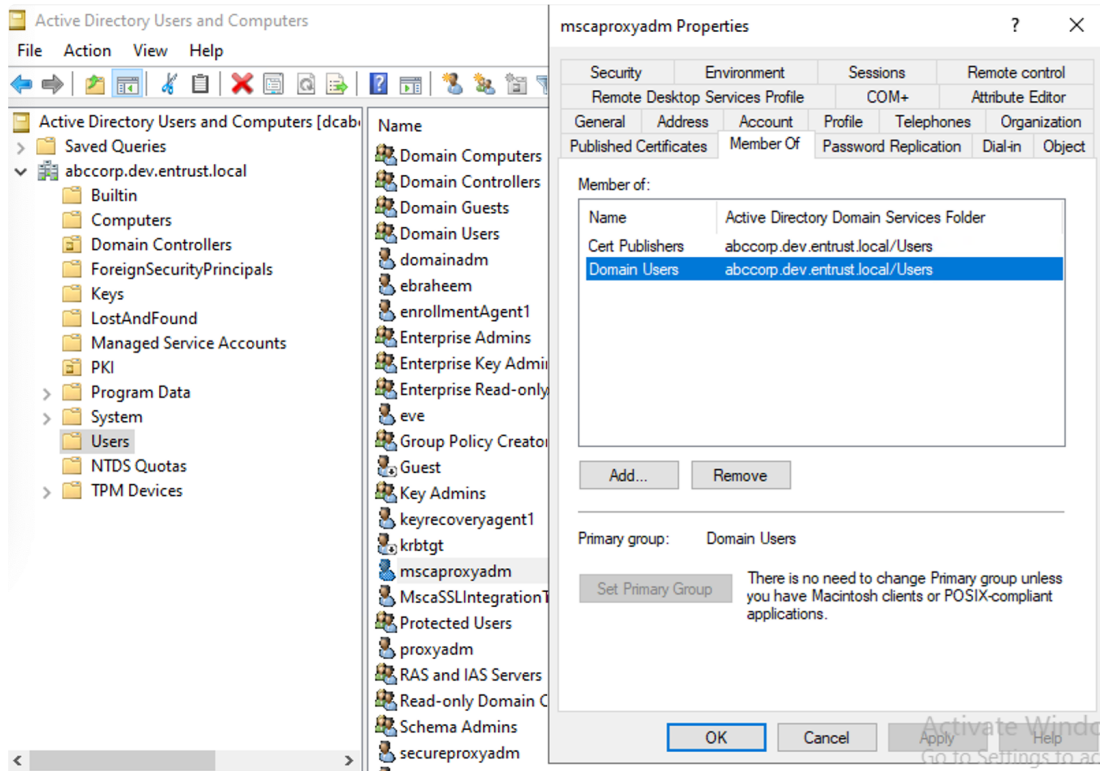 Active Directory Users and Computers
File Action View Help
Active Directory Users and Computers [dcab
Saved Queries
abccorp.dev.entrust.local
Builtin
Computers
Domain Controllers
ForeignSecurityPrincipals
Keys
LostAndFound
Managed Service Accounts
PKI
Program Data
System
Users
NTDS Quotas
TPM Devices
Name
Domain Computers
Domain Controllers
Domain Guests
Domain Users
domainadm
ebraheem
enrollmentAgent1
Enterprise Admins
Enterprise Key Admi
Enterprise Read-only
eve
Group Policy Creato
Guest
Key Admins
keyrecoveryagent1
krbtgt
mscaproxyadm
MscaSSLIntegrationT
Protected Users
proxyadm
RAS and IAS Servers
Read-only Domain C
Schema Admins
secureproxyadm
mscaproxyadm Properties ? ×
Security Environment Sessions Remote control
Remote Desktop Services Profile COM+ Attribute Editor
General Address Account Profile Telephones Organization
Published Certificates Member Of Password Replication Dial-in Object
Member of:
Name Active Directory Domain Services Folder
Cert Publishers abccorp.dev.entrust.local/Users
Domain Users abccorp.dev.entrust.local/Users
Add... Remove
Primary group: Domain Users
Set Primary Group
There is no need to change Primary group unless
you have Macintosh clients or POSIX-compliant
applications.
OK Cancel Apply Help
Activate Windo
Go to Settings to ac